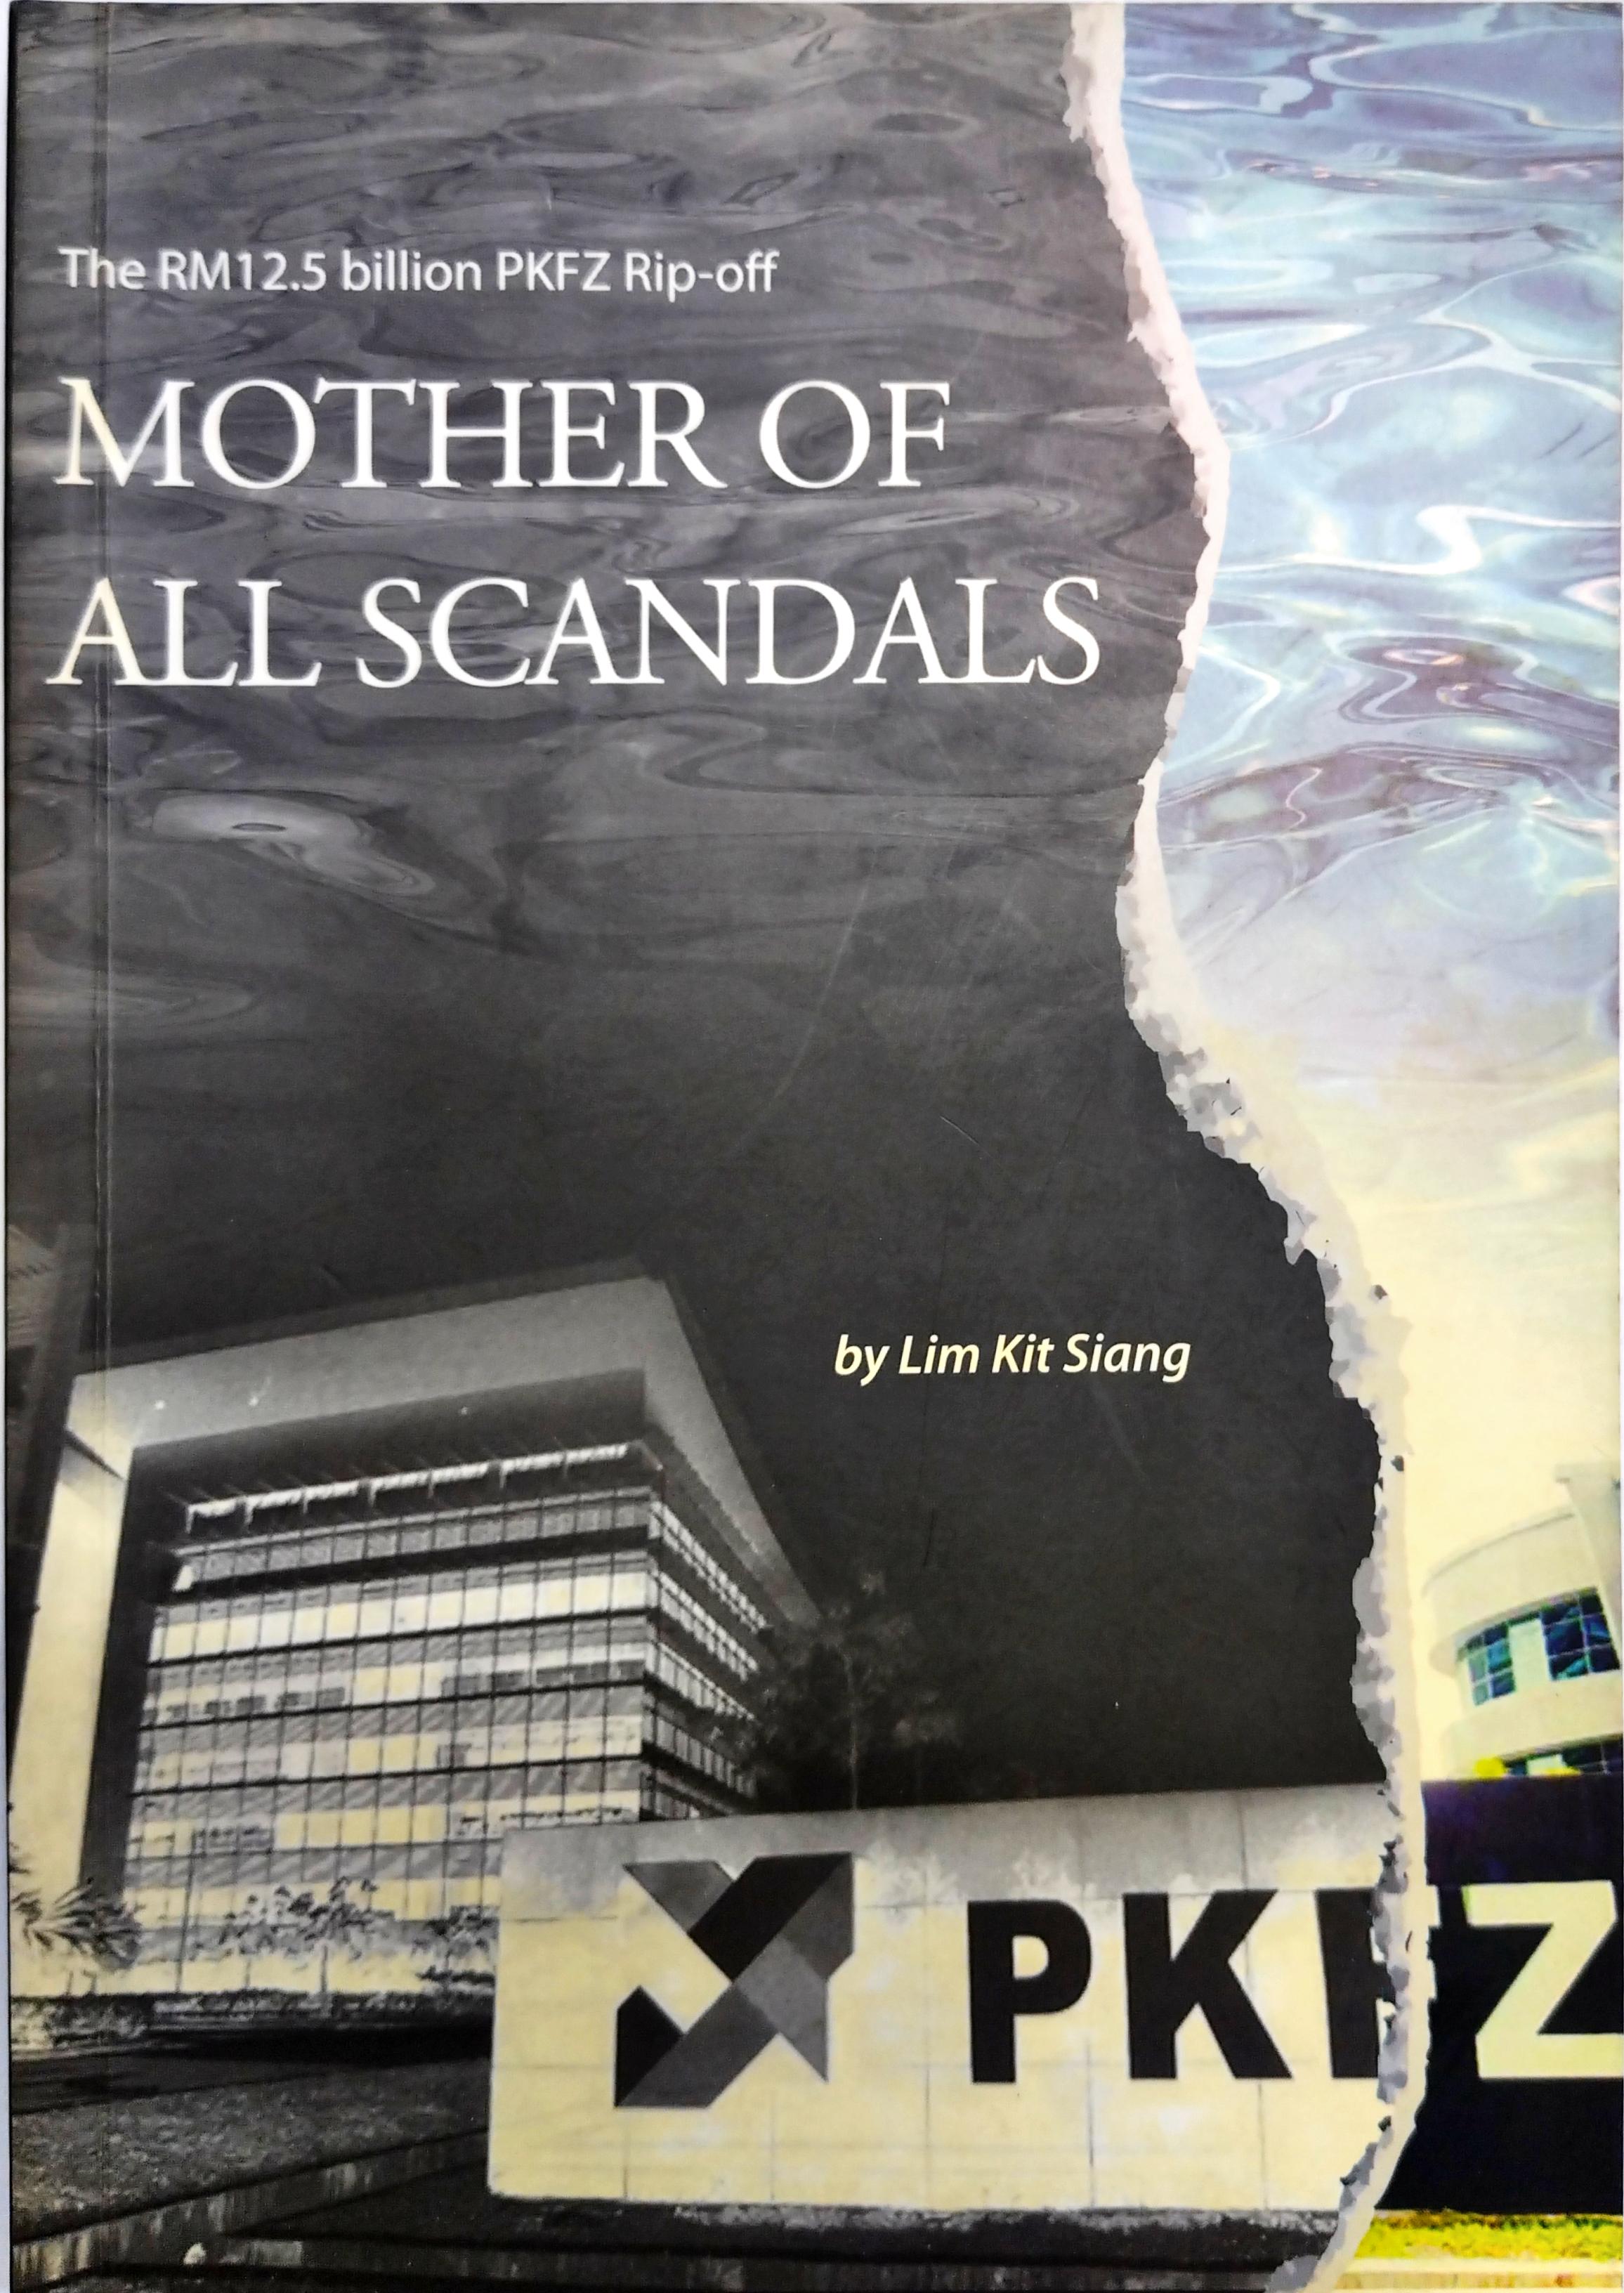 The RM12.5 billion PKFZ Rip-off
MOTHER OF
ALL SCANDALS
by Lim Kit Siang
PKFZ